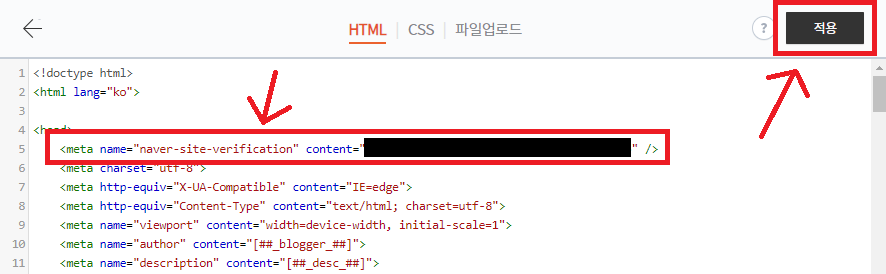 HTML | CSS | 파일업로드 ? 적용
1 <!doctype html>
2 <html lang="ko">
3
4 <head>
5 <meta name="naver-site-verification" content=" " />
6 <meta charset="utf-8">
7 <meta http-equiv="X-UA-Compatible" content="IE=edge">
8 <meta http-equiv="Content-Type" content="text/html; charset=utf-8">
9 <meta name="viewport" content="width=device-width, initial-scale=1">
10 <meta name="author" content="[##_blogger_##]">
11 <meta name="description" content="[##_desc_##]">